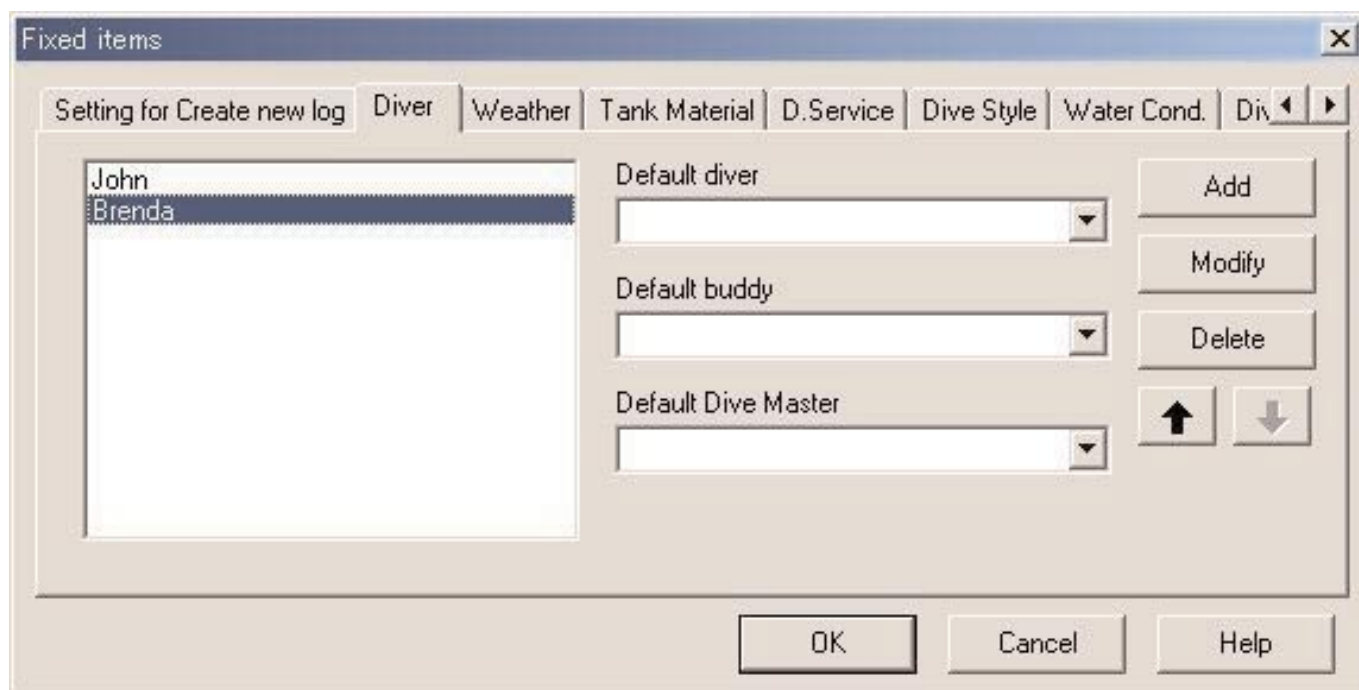 Fixed items
Setting for Create new log Diver Weather Tank Material D.Service Dive Style Water Cond.
John
Brenda
Default diver
Default buddy
Default Dive Master
Add
Modify
Delete
OK Cancel Help